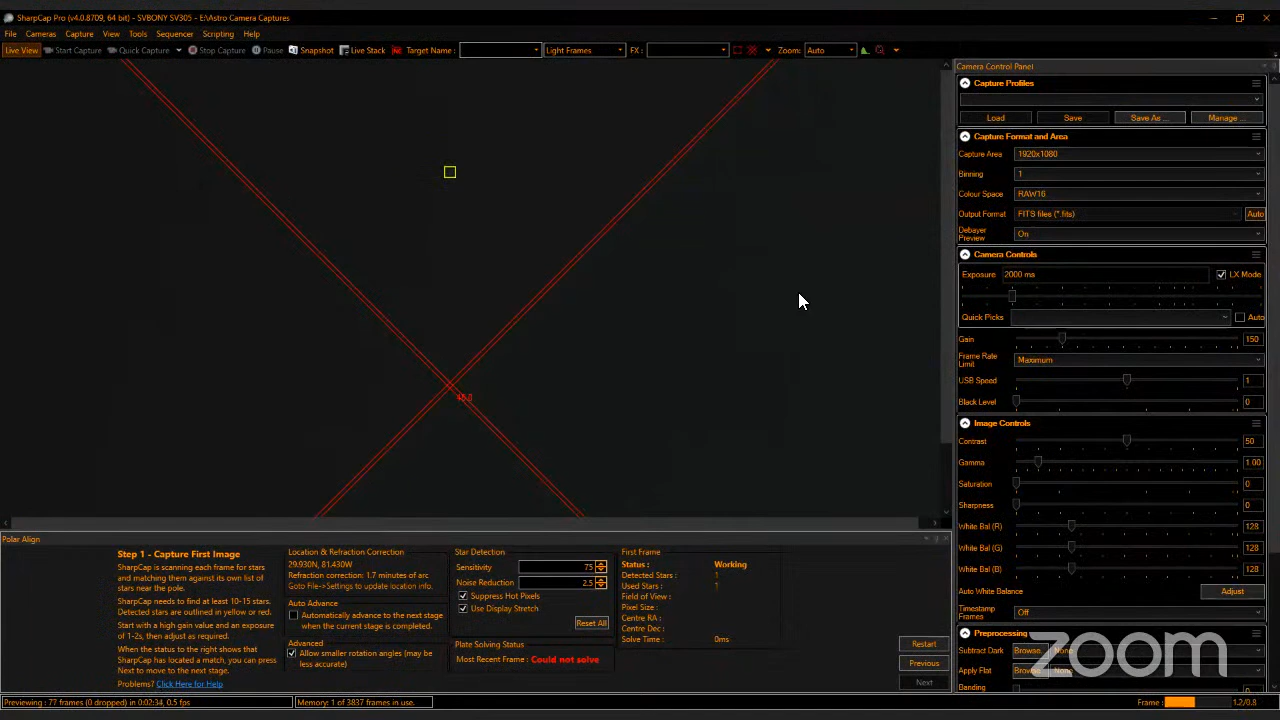 SharpCap Pro (v4.0.8709, 64 bit) - SVBONY SV305 - E:\Astro Camera Captures
File Cameras Capture View Tools Sequencer Scripting Help
Live View Start Capture Quick Capture Stop Capture Pause Snapshot Live Stack Target Name : Light Frames FX : Zoom: Auto
Camera Control Panel
Capture Profiles
Load Save Save As ... Manage ...
Capture Format and Area
Capture Area 1920x1080
Binning 1
Colour Space RAW16
Output Format FITS files (*.fits) Auto
Debayer
Preview On
Camera Controls
Exposure 2000 ms LX Mode
Quick Picks Auto
Gain 150
Frame Rate
Limit Maximum
USB Speed 1
Black Level 0
Image Controls
Contrast 50
Gamma 1.00
Saturation 0
Sharpness 0
White Bal (R) 128
White Bal (G) 128
White Bal (B) 128
Auto White Balance Adjust
Timestamp
Frames Off
Preprocessing
Subtract Dark Browse... None
Apply Flat Browse... None
Banding
Polar Align
Step 1 - Capture First Image
SharpCap is scanning each frame for stars
and matching them against its own list of
stars near the pole.
SharpCap needs to find at least 10-15 stars.
Detected stars are outlined in yellow or red.
Start with a high gain value and an exposure
of 1-2s, then adjust as required.
When the status to the right shows that
SharpCap has located a match, you can press
Next to move to the next stage.
Problems? Click Here for Help
Location & Refraction Correction
29.930N, 81.430W
Refraction correction: 1.7 minutes of arc
Goto File->Settings to update location info.
Auto Advance
Automatically advance to the next stage
when the current stage is completed.
Advanced
Allow smaller rotation angles (may be
less accurate)
Star Detection
Sensitivity 75
Noise Reduction 2.5
Suppress Hot Pixels
Use Display Stretch
Reset All
Plate Solving Status
Most Recent Frame : Could not solve
First Frame
Status : Working
Detected Stars : 1
Used Stars : 1
Field of View :
Pixel Size :
Centre RA :
Centre Dec :
Solve Time : 0ms
Restart
Previous
Next
zoom
Previewing : 77 frames (0 dropped) in 0:02:34, 0.5 fps Memory: 1 of 3837 frames in use. Frame : 1.2/0.8